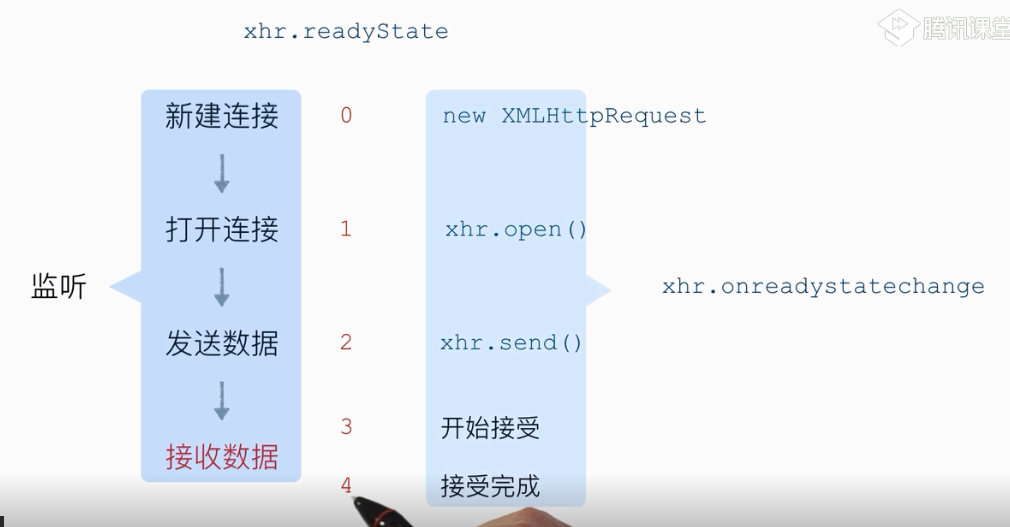 xhr.readyState
腾讯课堂
新建连接 0 new XMLHttpRequest
打开连接 1 xhr.open()
监听 xhr.onreadystatechange
发送数据 2 xhr.send()
3 开始接受
接收数据
4 接受完成